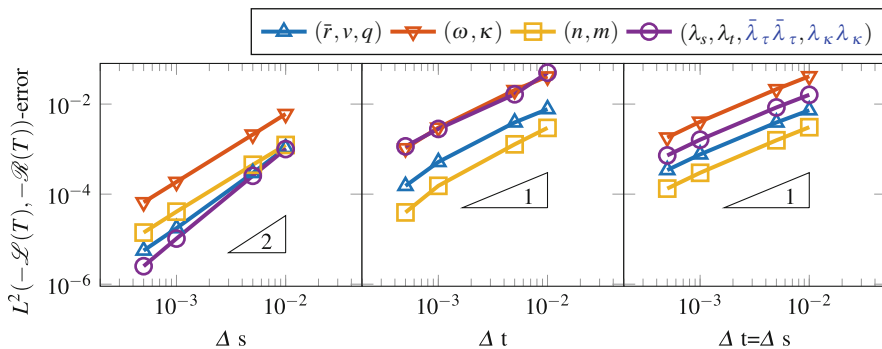 (r̄, v, q) (ω, κ) (n, m) (λ_s, λ_t, λ̄_τ λ̄_τ, λ_κ λ_κ)
L²(−ℒ(T), −ℛ(T))-error
10⁻² 10⁻⁴ 10⁻⁶
2 1 1
10⁻³ 10⁻² 10⁻³ 10⁻² 10⁻³ 10⁻²
Δ s Δ t Δ t=Δ s